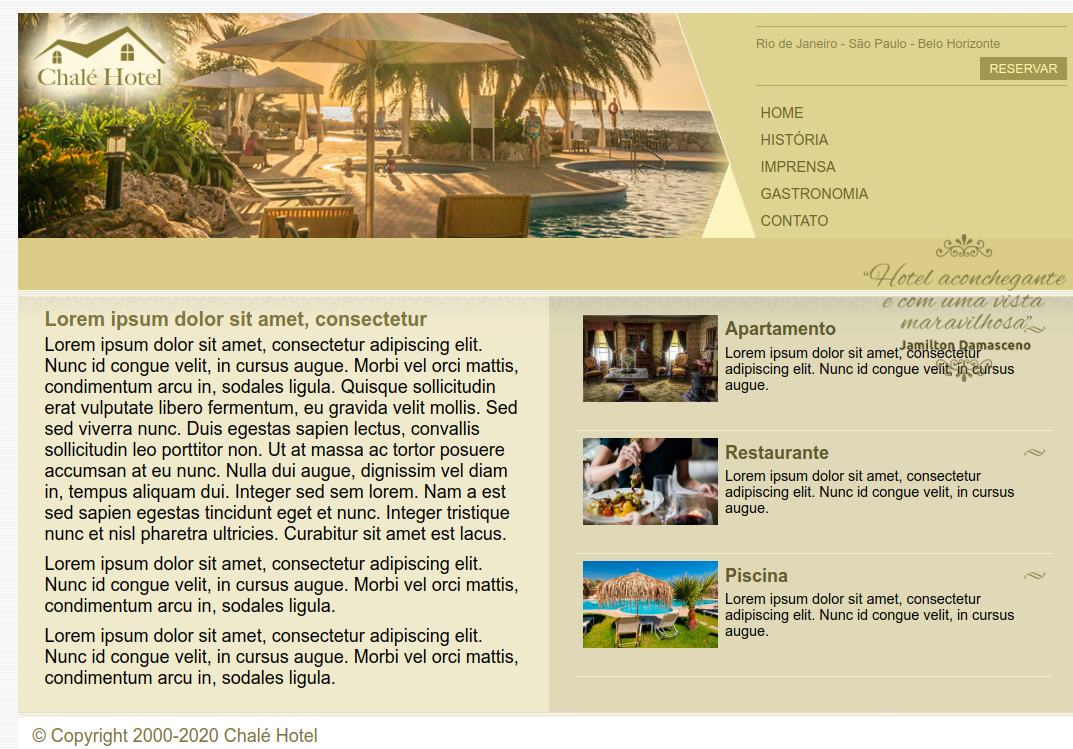 Chalé Hotel
Rio de Janeiro - São Paulo - Belo Horizonte
RESERVAR
HOME
HISTÓRIA
IMPRENSA
GASTRONOMIA
CONTATO
“Hotel aconchegante
e com uma vista
maravilhosa”
Jamilton Damasceno
Lorem ipsum dolor sit amet, consectetur
Lorem ipsum dolor sit amet, consectetur adipiscing elit.
Nunc id congue velit, in cursus augue. Morbi vel orci mattis,
condimentum arcu in, sodales ligula. Quisque sollicitudin
erat vulputate libero fermentum, eu gravida velit mollis. Sed
sed viverra nunc. Duis egestas sapien lectus, convallis
sollicitudin leo porttitor non. Ut at massa ac tortor posuere
accumsan at eu nunc. Nulla dui augue, dignissim vel diam
in, tempus aliquam dui. Integer sed sem lorem. Nam a est
sed sapien egestas tincidunt eget et nunc. Integer tristique
nunc et nisl pharetra ultricies. Curabitur sit amet est lacus.
Lorem ipsum dolor sit amet, consectetur adipiscing elit.
Nunc id congue velit, in cursus augue. Morbi vel orci mattis,
condimentum arcu in, sodales ligula.
Lorem ipsum dolor sit amet, consectetur adipiscing elit.
Nunc id congue velit, in cursus augue. Morbi vel orci mattis,
condimentum arcu in, sodales ligula.
Apartamento
Lorem ipsum dolor sit amet, consectetur
adipiscing elit. Nunc id congue velit, in cursus
augue.
Restaurante
Lorem ipsum dolor sit amet, consectetur
adipiscing elit. Nunc id congue velit, in cursus
augue.
Piscina
Lorem ipsum dolor sit amet, consectetur
adipiscing elit. Nunc id congue velit, in cursus
augue.
© Copyright 2000-2020 Chalé Hotel